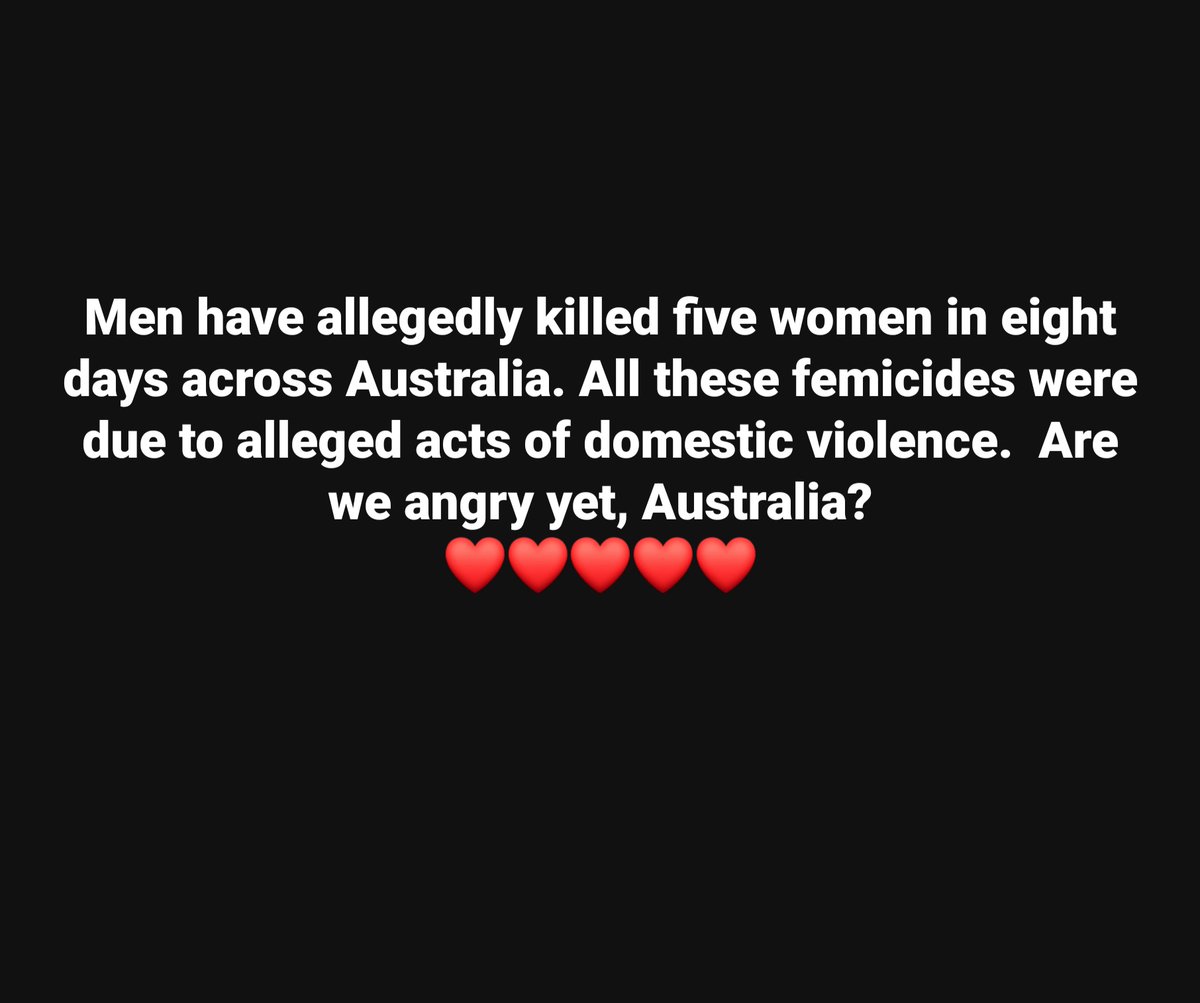 Men have allegedly killed five women in eight
days across Australia. All these femicides were
due to alleged acts of domestic violence.  Are
we angry yet, Australia?
❤️❤️❤️❤️❤️